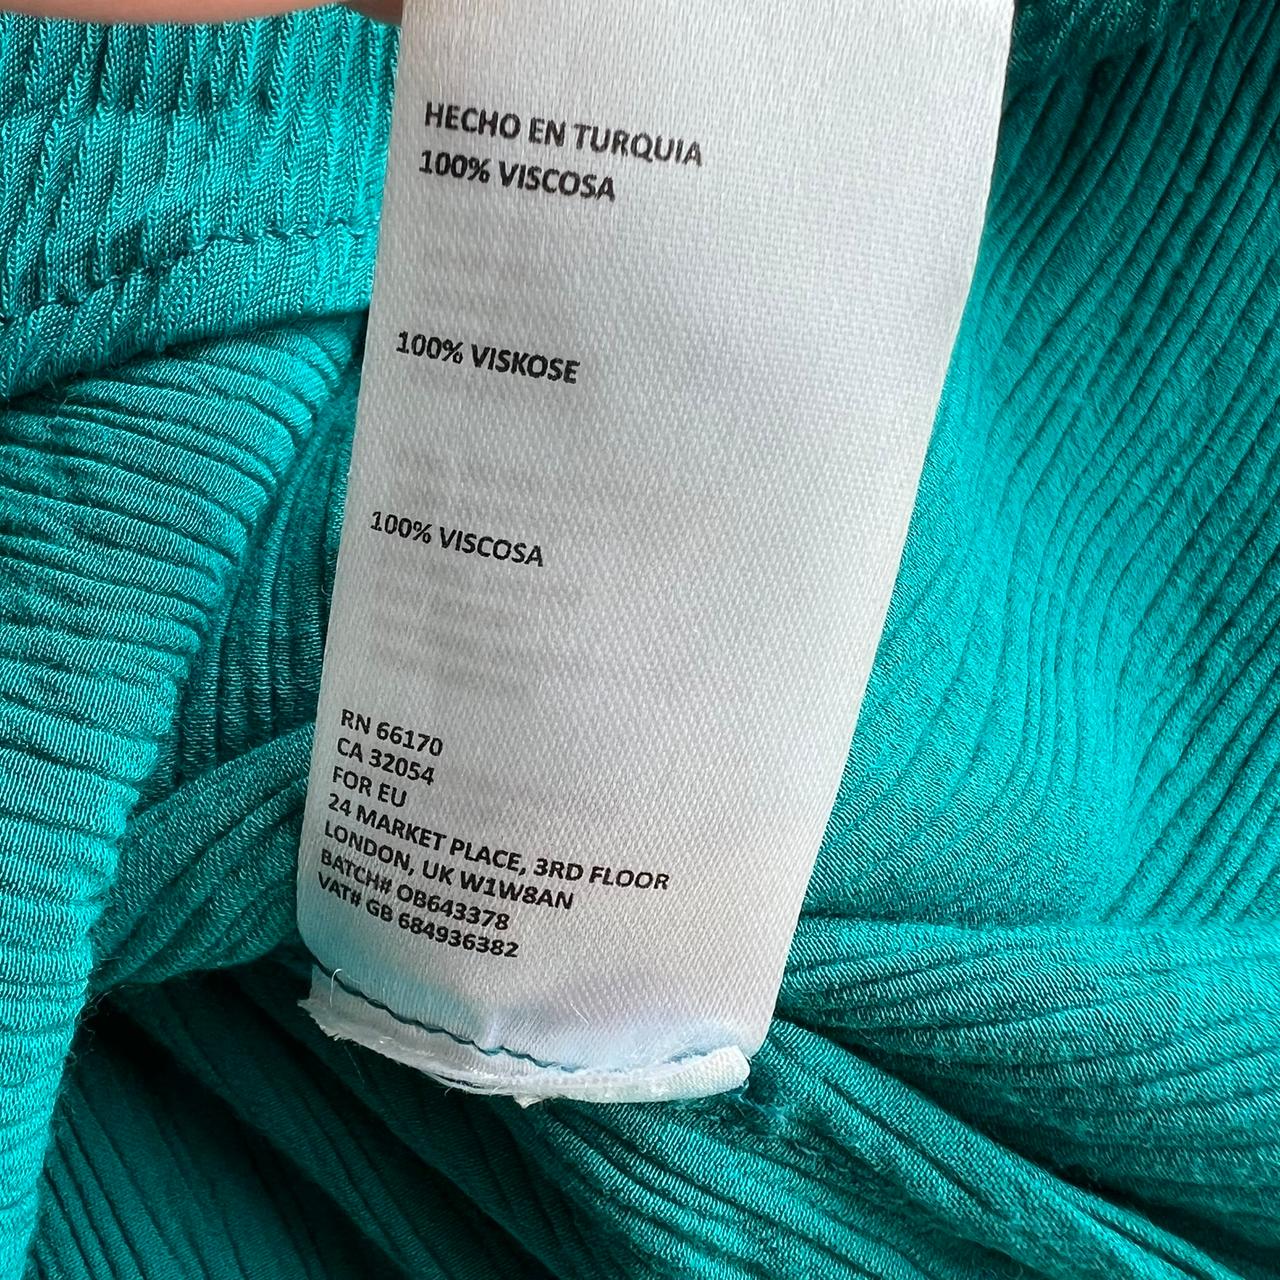 HECHO EN TURQUIA
100% VISCOSA
100% VISKOSE
100% VISCOSA
RN 66170
CA 32054
FOR EU
24 MARKET PLACE, 3RD FLOOR
LONDON, UK W1W8AN
BATCH# OB643378
VAT# GB 684936382